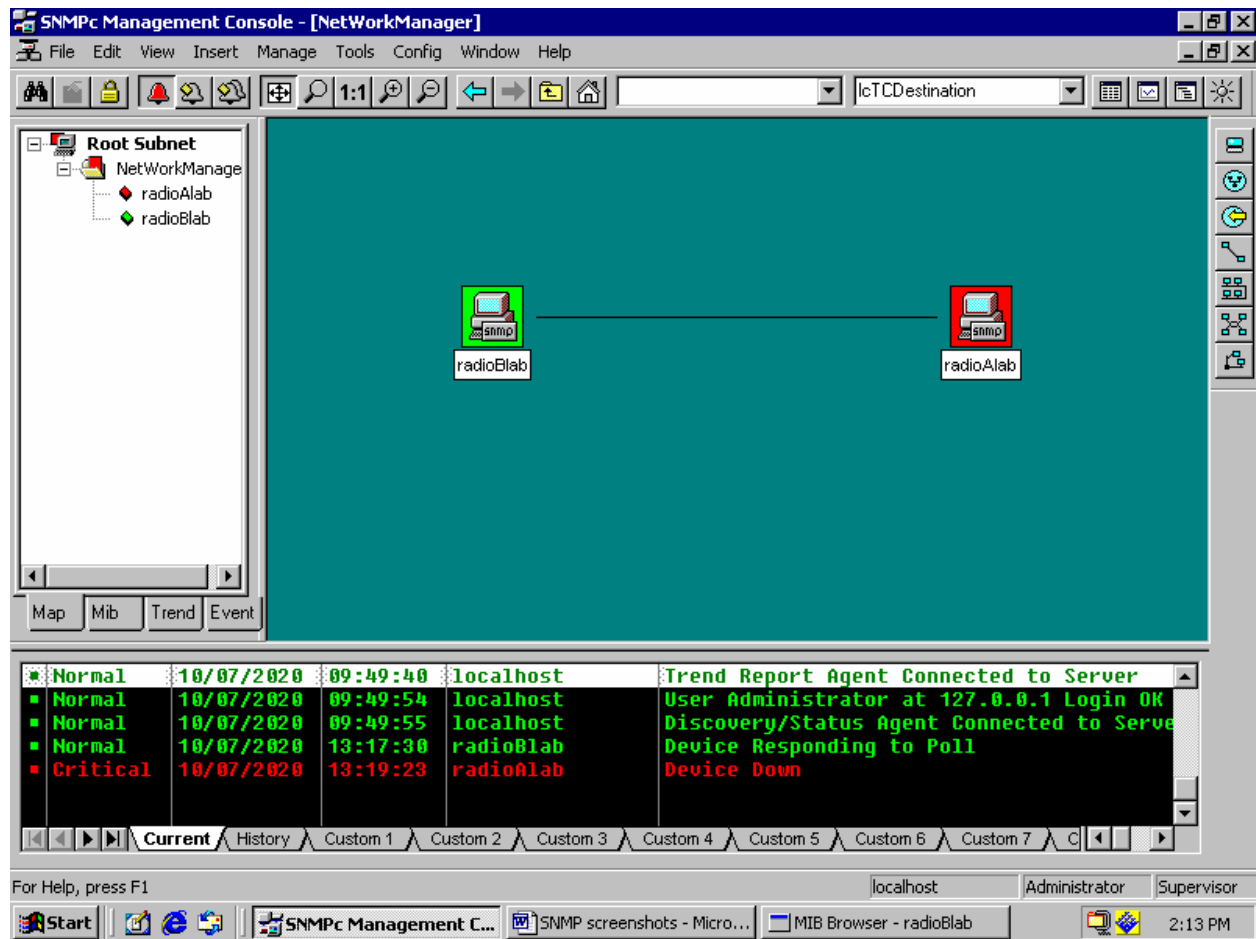 SNMPc Management Console - [NetWorkManager]
File Edit View Insert Manage Tools Config Window Help
1:1 IcTCDestination
Root Subnet
NetWorkManage
radioAlab
radioBlab
snmp
radioBlab
snmp
radioAlab
Map Mib Trend Event
Normal 10/07/2020 09:49:40 localhost Trend Report Agent Connected to Server
Normal 10/07/2020 09:49:54 localhost User Administrator at 127.0.0.1 Login OK
Normal 10/07/2020 09:49:55 localhost Discovery/Status Agent Connected to Serve
Normal 10/07/2020 13:17:30 radioBlab Device Responding to Poll
Critical 10/07/2020 13:19:23 radioAlab Device Down
Current History Custom 1 Custom 2 Custom 3 Custom 4 Custom 5 Custom 6 Custom 7 C
For Help, press F1 localhost Administrator Supervisor
Start SNMPc Management C... SNMP screenshots - Micro... MIB Browser - radioBlab 2:13 PM